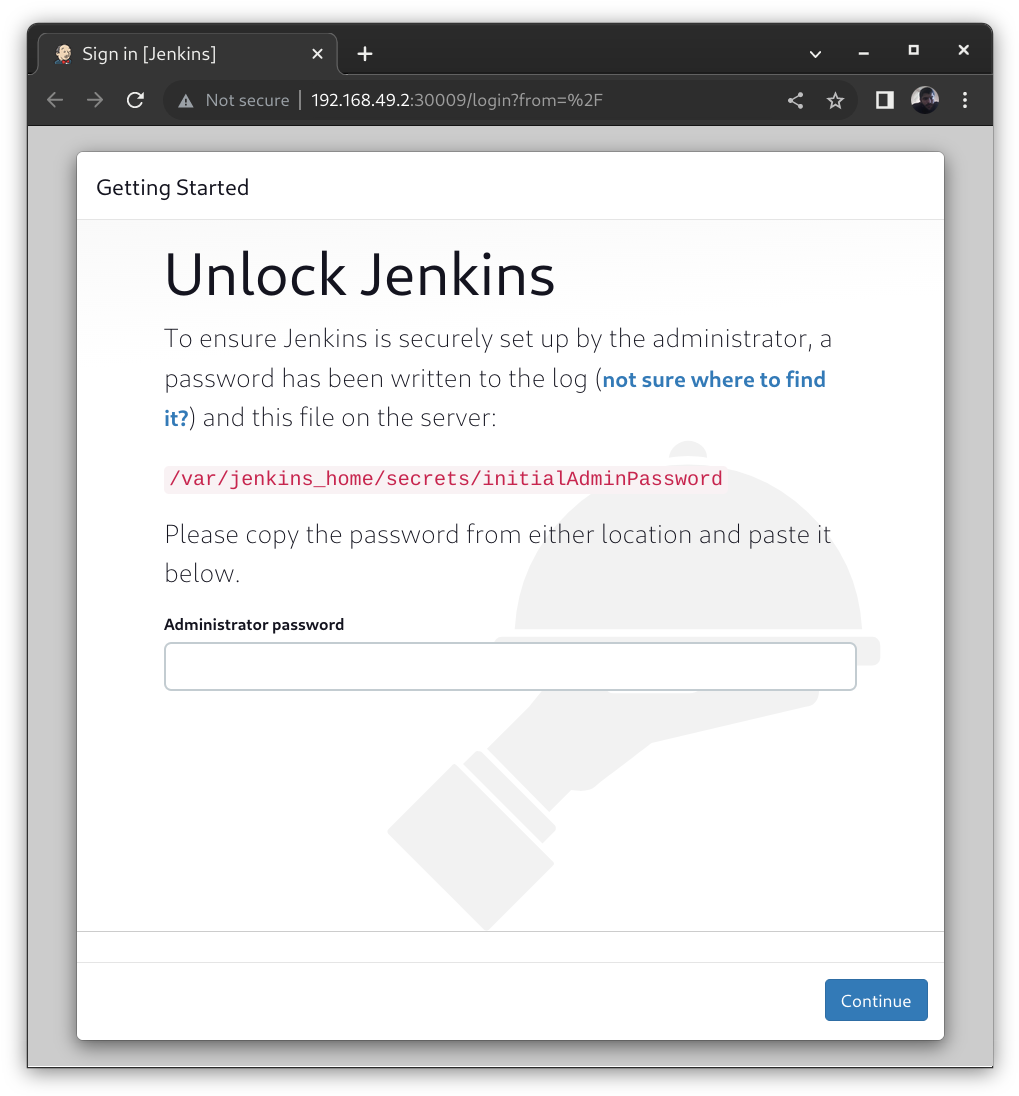 Sign in [Jenkins]
Not secure | 192.168.49.2:30009/login?from=%2F
Getting Started
Unlock Jenkins
To ensure Jenkins is securely set up by the administrator, a
password has been written to the log (not sure where to find
it?) and this file on the server:
/var/jenkins_home/secrets/initialAdminPassword
Please copy the password from either location and paste it
below.
Administrator password
Continue